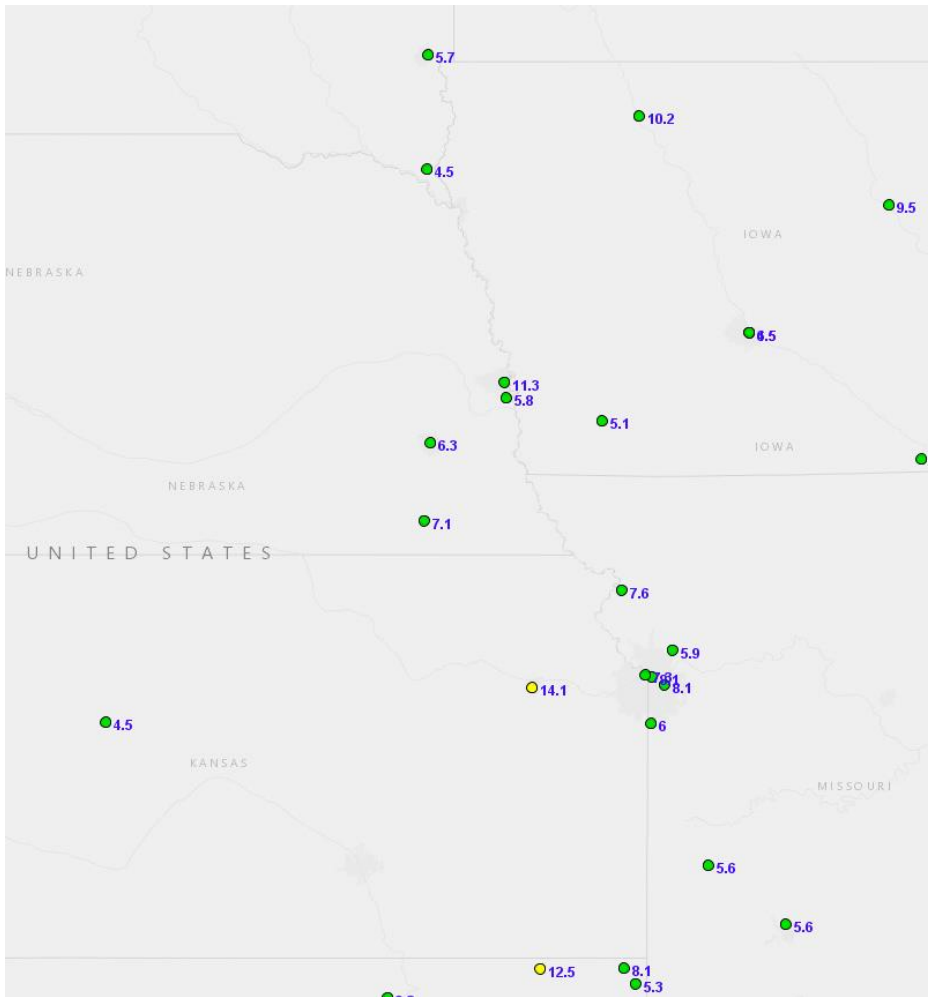 5.7
10.2
4.5
9.5
IOWA
NEBRASKA
11.3
5.8
5.1
6.3
IOWA
NEBRASKA
7.1
UNITED STATES
7.6
5.9
8.1
14.1
4.5
6
KANSAS
MISSOURI
5.6
5.6
12.5
8.1
5.3